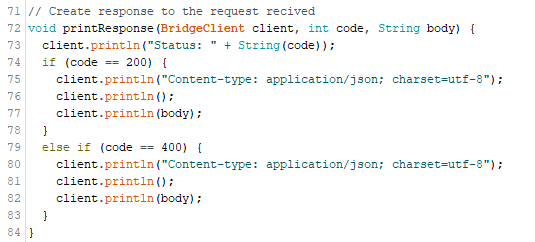 71 // Create response to the request recived
72 void printResponse(BridgeClient client, int code, String body) {
73   client.println("Status: " + String(code));
74   if (code == 200) {
75     client.println("Content-type: application/json; charset=utf-8");
76     client.println();
77     client.println(body);
78   }
79   else if (code == 400) {
80     client.println("Content-type: application/json; charset=utf-8");
81     client.println();
82     client.println(body);
83   }
84 }